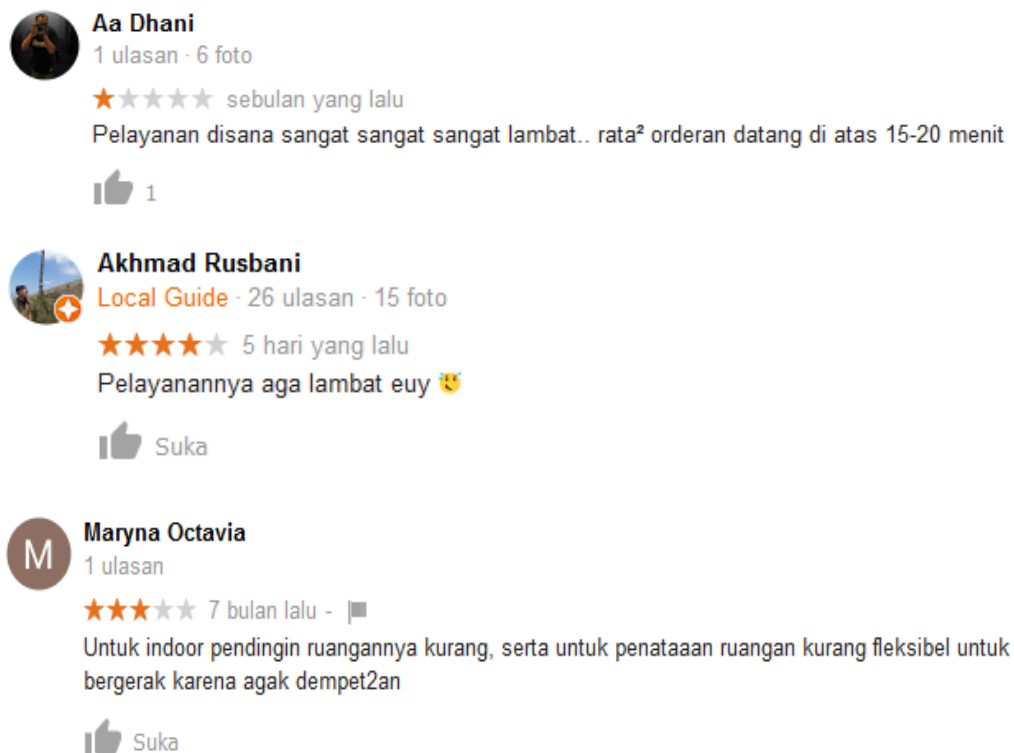 Aa Dhani
1 ulasan · 6 foto
sebulan yang lalu
Pelayanan disana sangat sangat sangat lambat.. rata² orderan datang di atas 15-20 menit
1
Akhmad Rusbani
Local Guide · 26 ulasan · 15 foto
5 hari yang lalu
Pelayanannya aga lambat euy 😅
Suka
M
Maryna Octavia
1 ulasan
7 bulan lalu -
Untuk indoor pendingin ruangannya kurang, serta untuk penataaan ruangan kurang fleksibel untuk
bergerak karena agak dempet2an
Suka